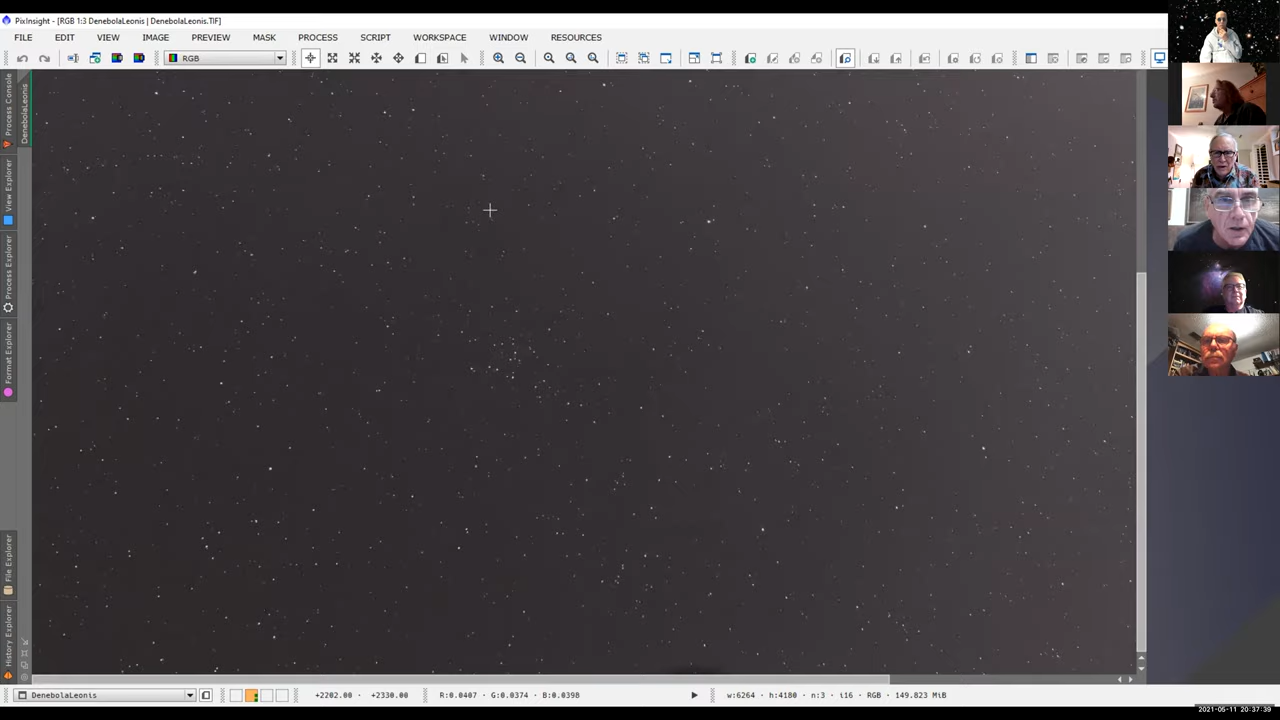 PixInsight - [RGB 1:3 DenebolaLeonis | DenebolaLeonis.TIF]
FILE EDIT VIEW IMAGE PREVIEW MASK PROCESS SCRIPT WORKSPACE WINDOW RESOURCES
RGB
Process Console
View Explorer
Process Explorer
Format Explorer
File Explorer
History Explorer
DenebolaLeonis
DenebolaLeonis
+2202.00 +2330.00
R:0.0407 G:0.0374 B:0.0398
w:6264 · h:4180 · n:3 · i16 · RGB · 149.823 MiB
2021-05-11 20:37:39